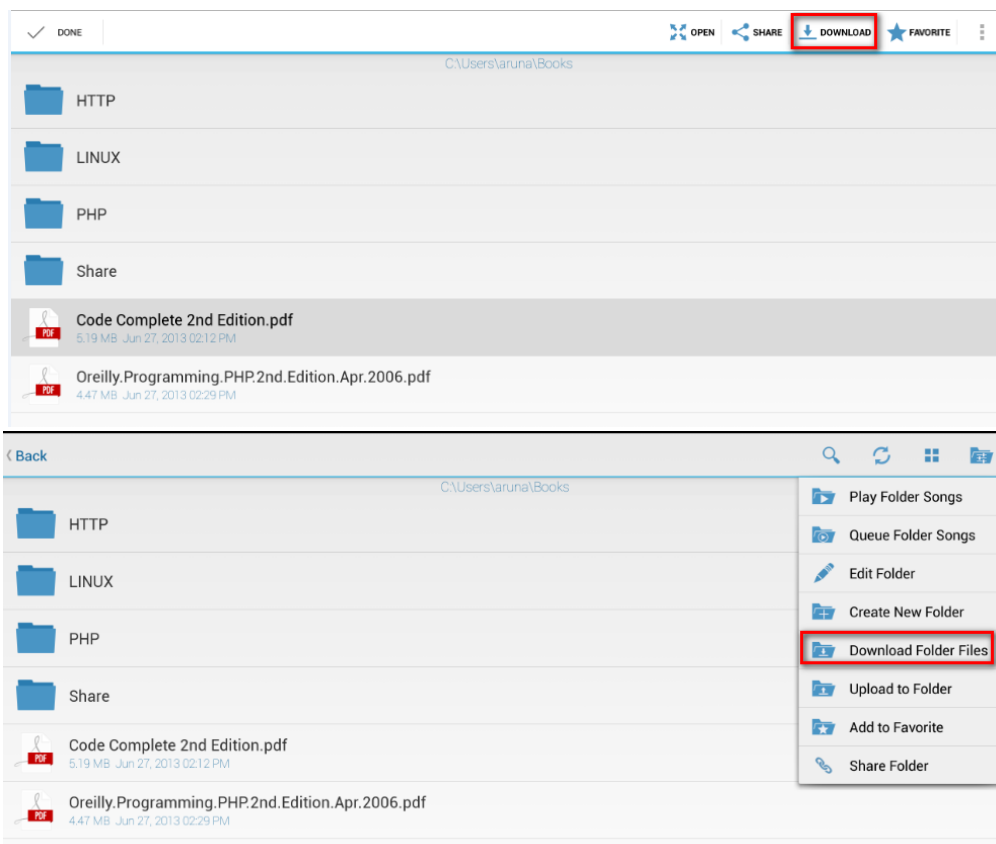 DONE OPEN SHARE DOWNLOAD FAVORITE
C:\Users\aruna\Books
HTTP
LINUX
PHP
Share
PDF Code Complete 2nd Edition.pdf
5.19 MB Jun 27, 2013 02:12 PM
PDF Oreilly.Programming.PHP.2nd.Edition.Apr.2006.pdf
4.47 MB Jun 27, 2013 02:29 PM
Back
C:\Users\aruna\Books
HTTP
LINUX
PHP
Share
PDF Code Complete 2nd Edition.pdf
5.19 MB Jun 27, 2013 02:12 PM
PDF Oreilly.Programming.PHP.2nd.Edition.Apr.2006.pdf
4.47 MB Jun 27, 2013 02:29 PM
Play Folder Songs
Queue Folder Songs
Edit Folder
Create New Folder
Download Folder Files
Upload to Folder
Add to Favorite
Share Folder